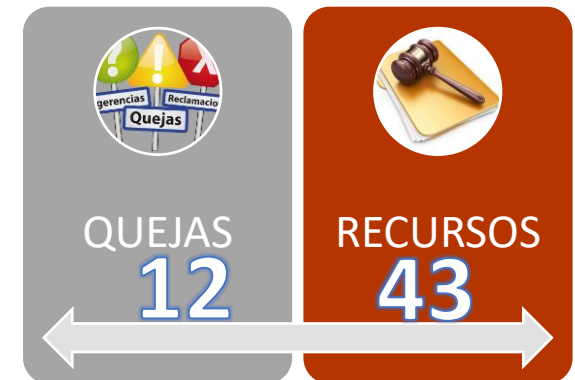 ?
!
gerencias
Reclamacio
Quejas
QUEJAS
12
RECURSOS
43